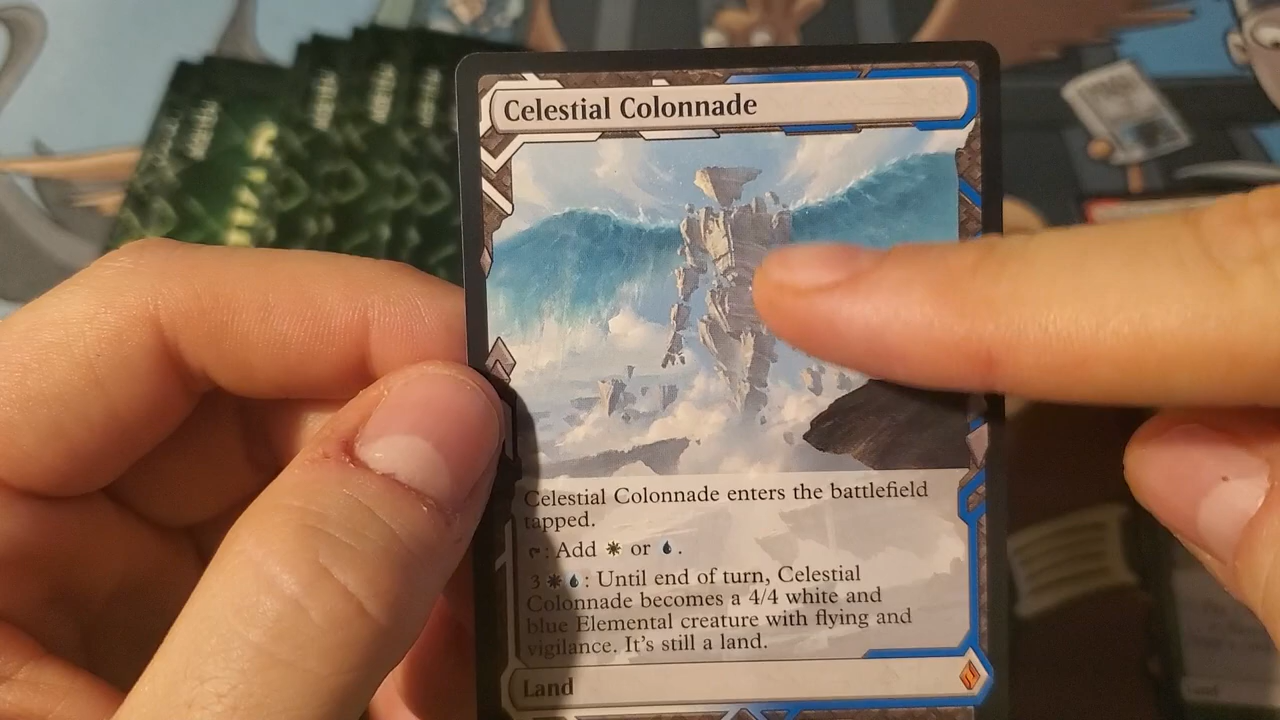 Celestial Colonnade
Celestial Colonnade enters the battlefield
tapped.
: Add or .
3 : Until end of turn, Celestial
Colonnade becomes a 4/4 white and
blue Elemental creature with flying and
vigilance. It's still a land.
Land